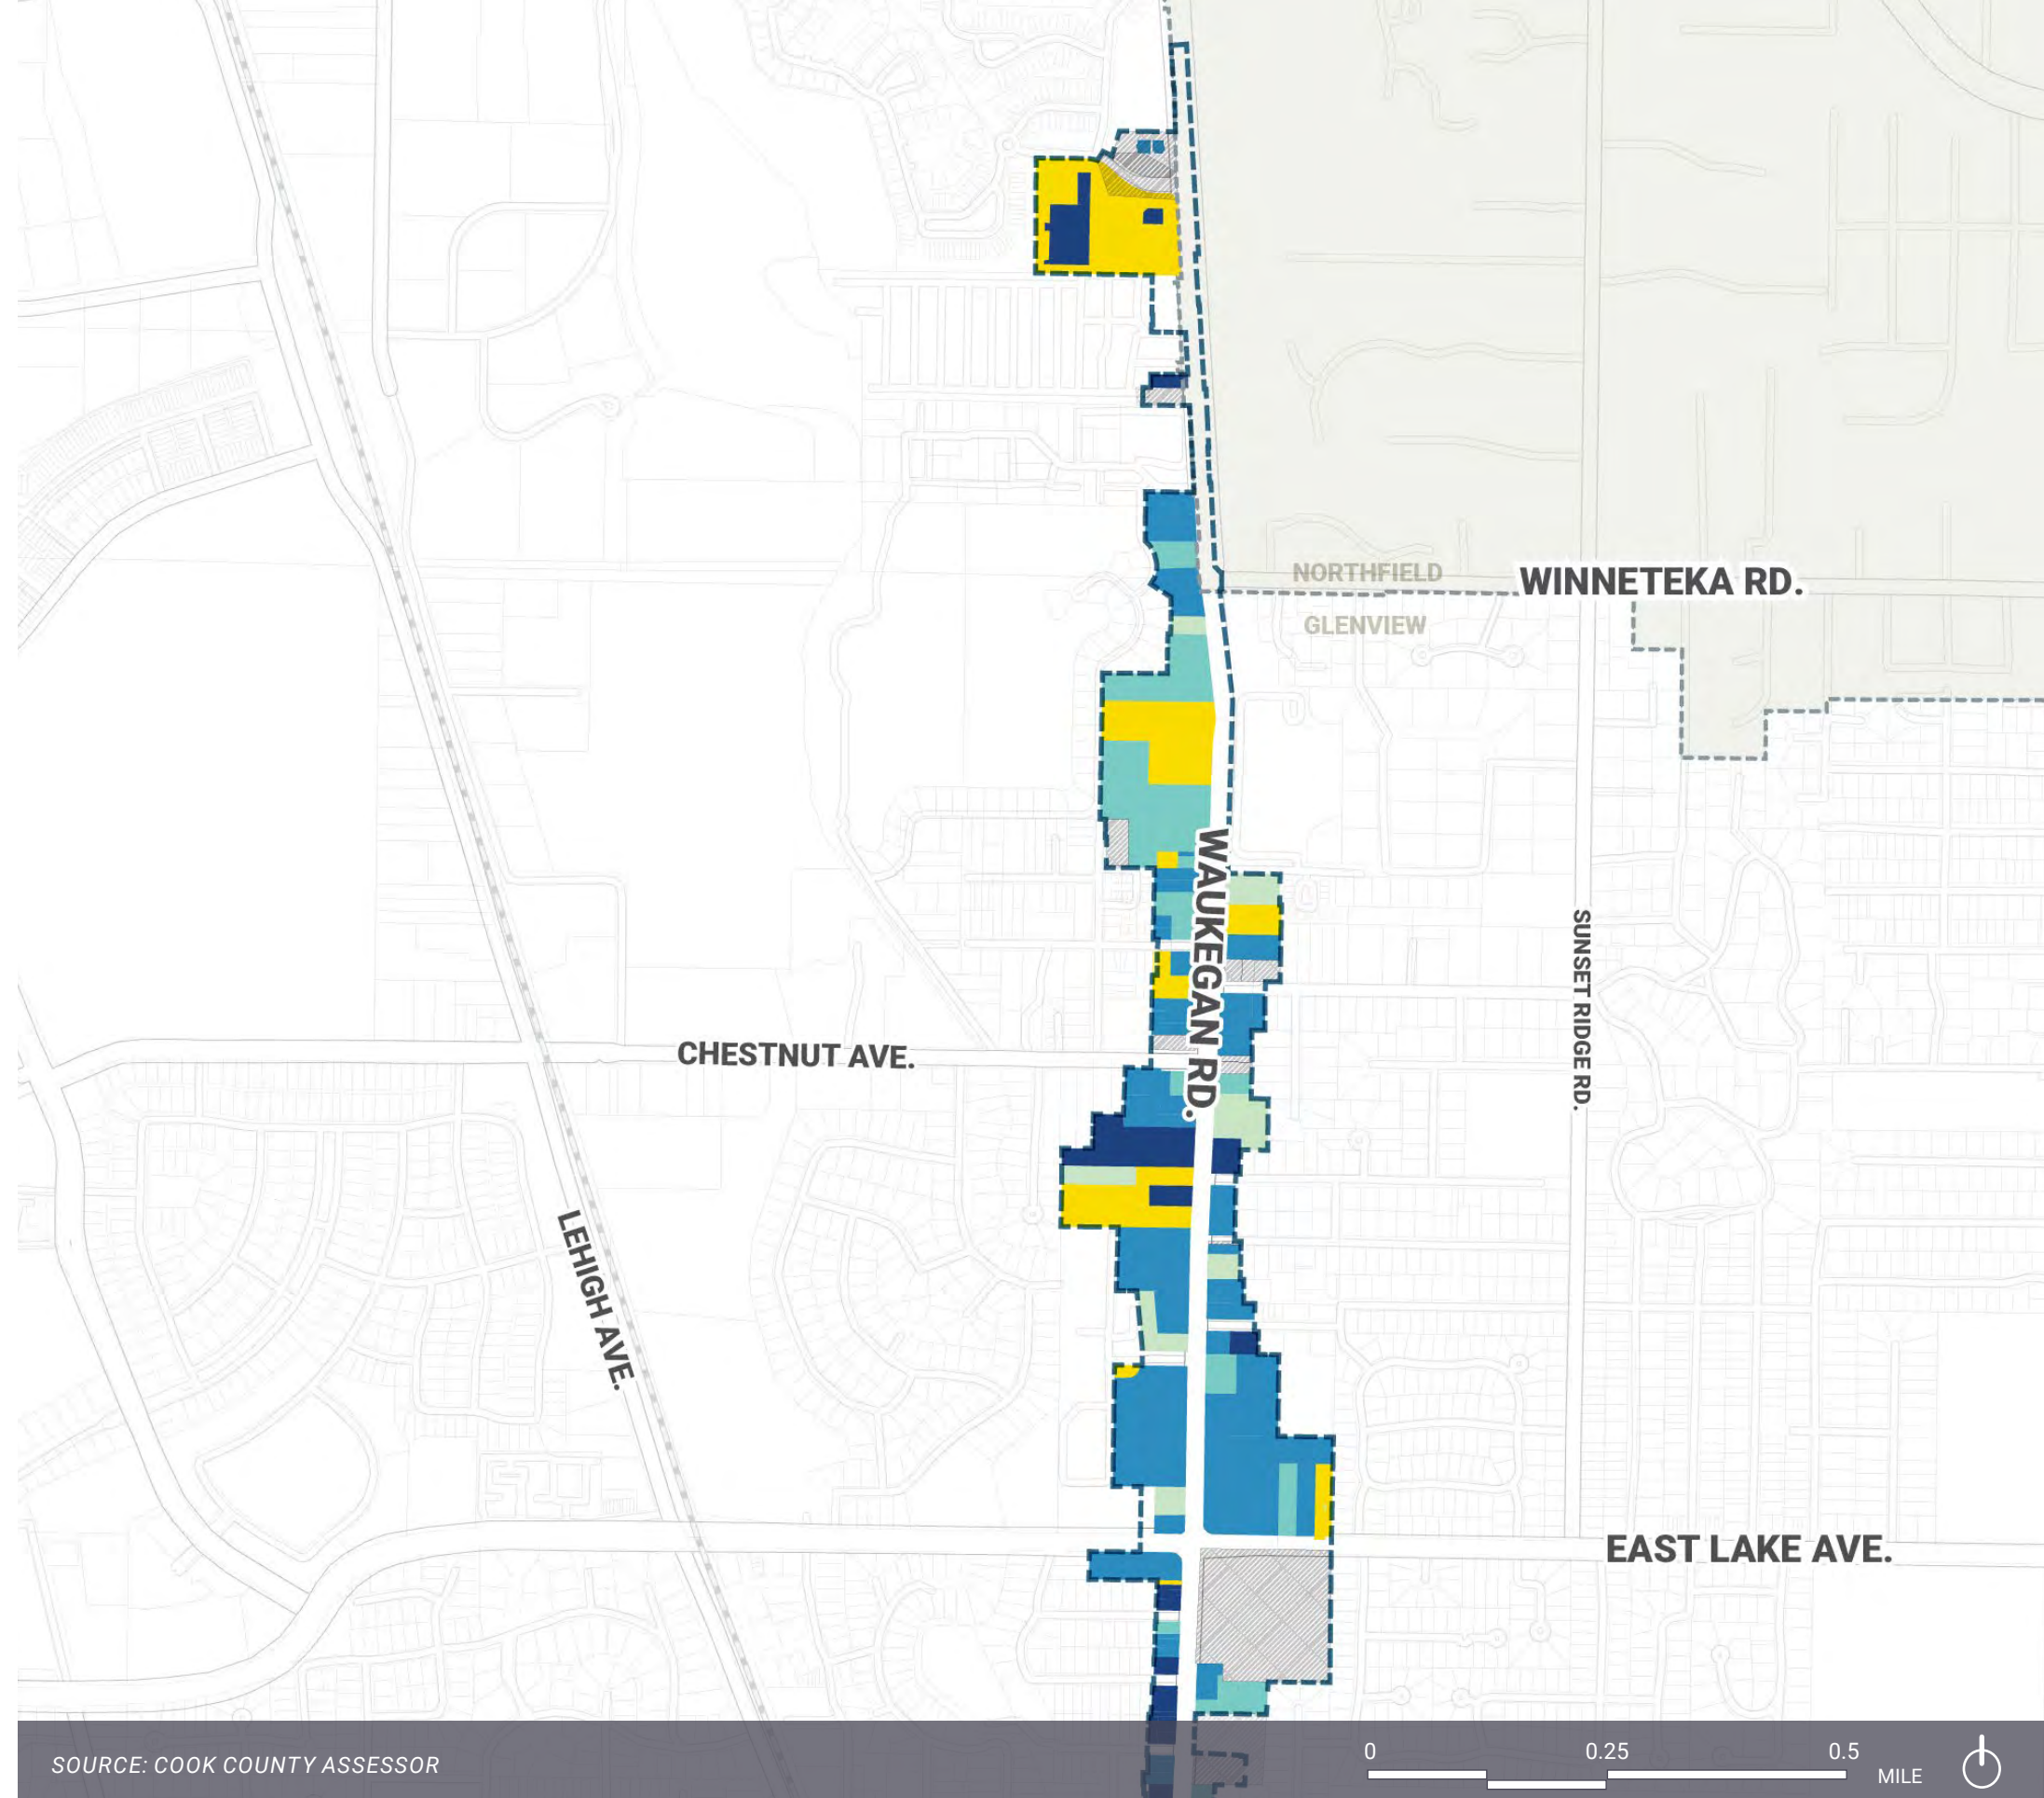 NORTHFIELD
WINNETEKA RD.
GLENVIEW
WAUKEGAN RD.
SUNSET RIDGE RD.
CHESTNUT AVE.
LEHIGH AVE.
EAST LAKE AVE.
SOURCE: COOK COUNTY ASSESSOR
0 0.25 0.5
MILE